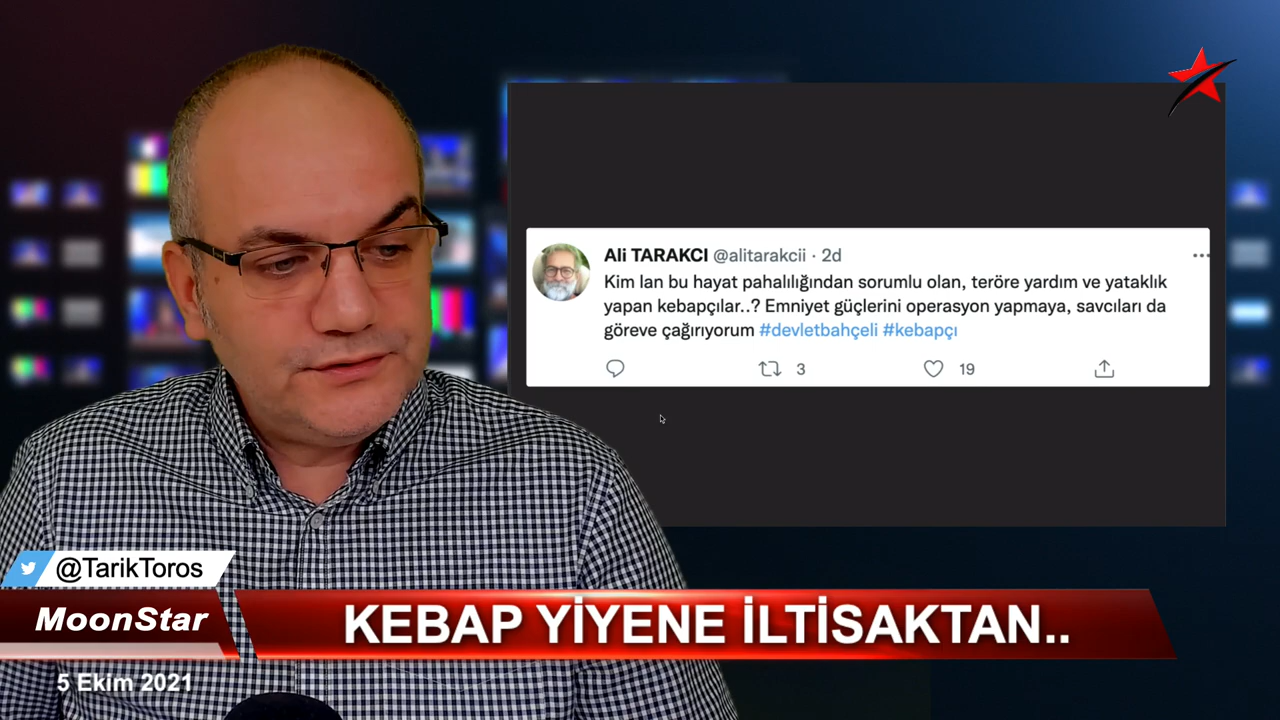 Ali TARAKCI @alitarakcii · 2d
Kim lan bu hayat pahalılığından sorumlu olan, teröre yardım ve yataklık
yapan kebapçılar..? Emniyet güçlerini operasyon yapmaya, savcıları da
göreve çağırıyorum #devletbahçeli #kebapçı
3 19
@TarikToros
MoonStar
KEBAP YİYENE İLTİSAKTAN..
5 Ekim 2021